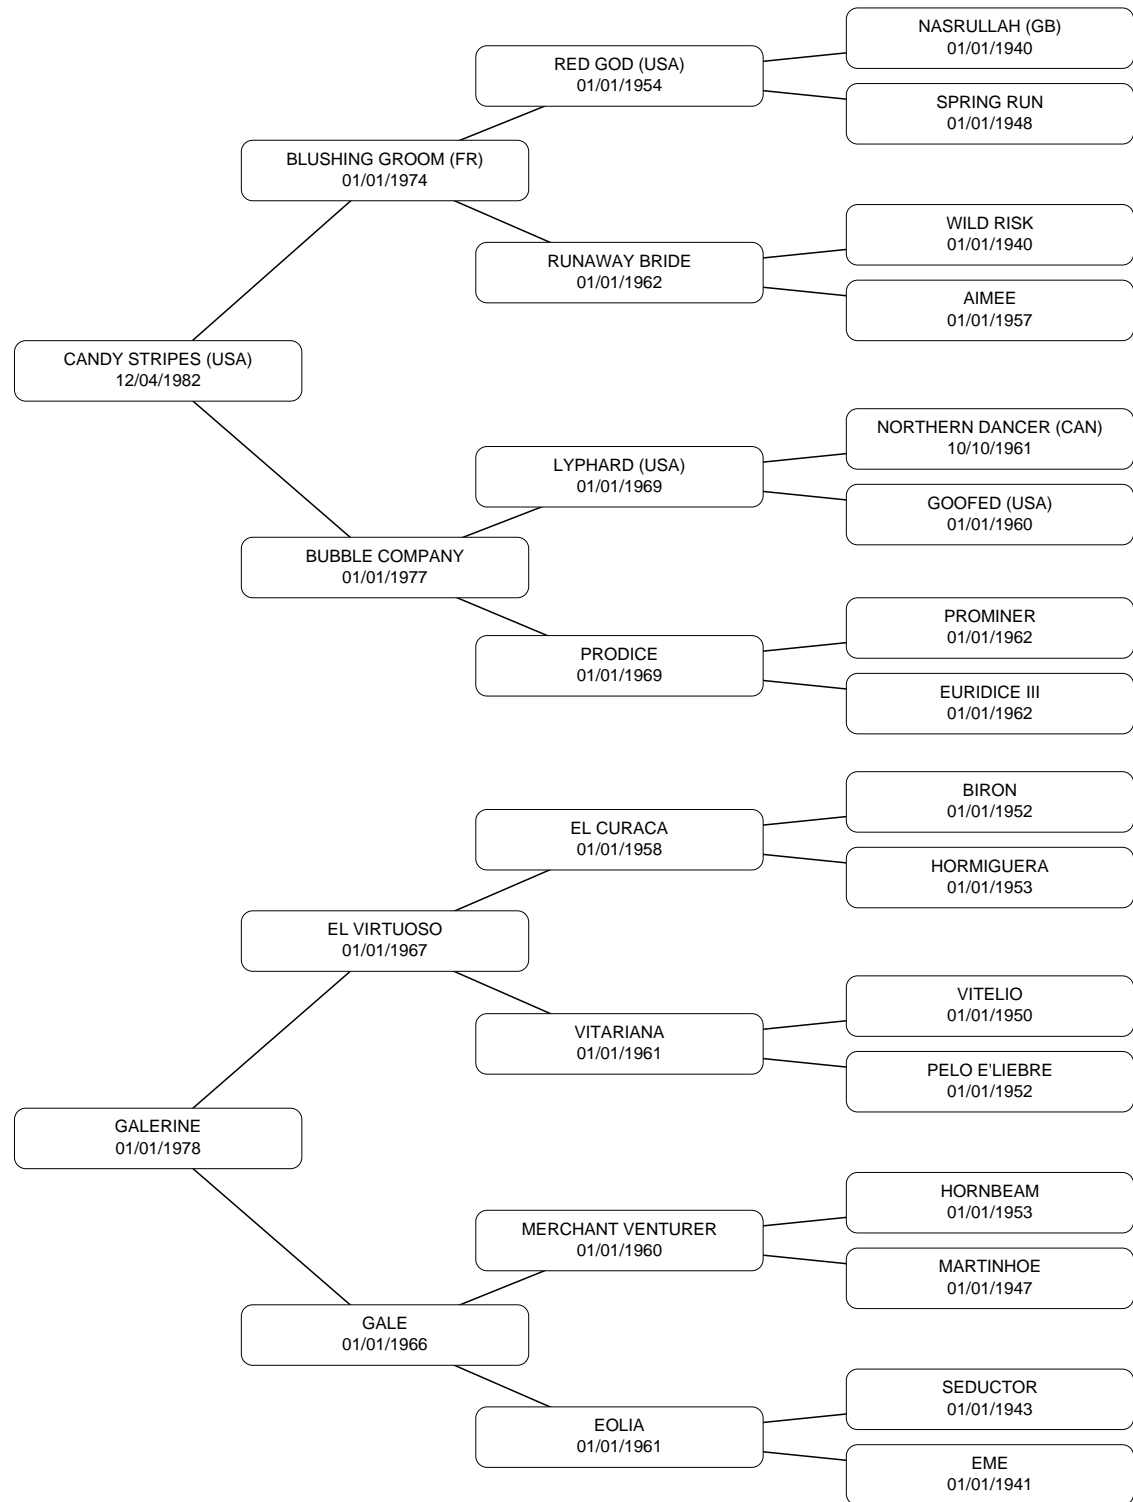 NASRULLAH (GB)
01/01/1940
RED GOD (USA)
01/01/1954
SPRING RUN
01/01/1948
BLUSHING GROOM (FR)
01/01/1974
WILD RISK
01/01/1940
RUNAWAY BRIDE
01/01/1962
AIMEE
01/01/1957
CANDY STRIPES (USA)
12/04/1982
NORTHERN DANCER (CAN)
10/10/1961
LYPHARD (USA)
01/01/1969
GOOFED (USA)
01/01/1960
BUBBLE COMPANY
01/01/1977
PROMINER
01/01/1962
PRODICE
01/01/1969
EURIDICE III
01/01/1962
BIRON
01/01/1952
EL CURACA
01/01/1958
HORMIGUERA
01/01/1953
EL VIRTUOSO
01/01/1967
VITELIO
01/01/1950
VITARIANA
01/01/1961
PELO E'LIEBRE
01/01/1952
GALERINE
01/01/1978
HORNBEAM
01/01/1953
MERCHANT VENTURER
01/01/1960
MARTINHOE
01/01/1947
GALE
01/01/1966
SEDUCTOR
01/01/1943
EOLIA
01/01/1961
EME
01/01/1941